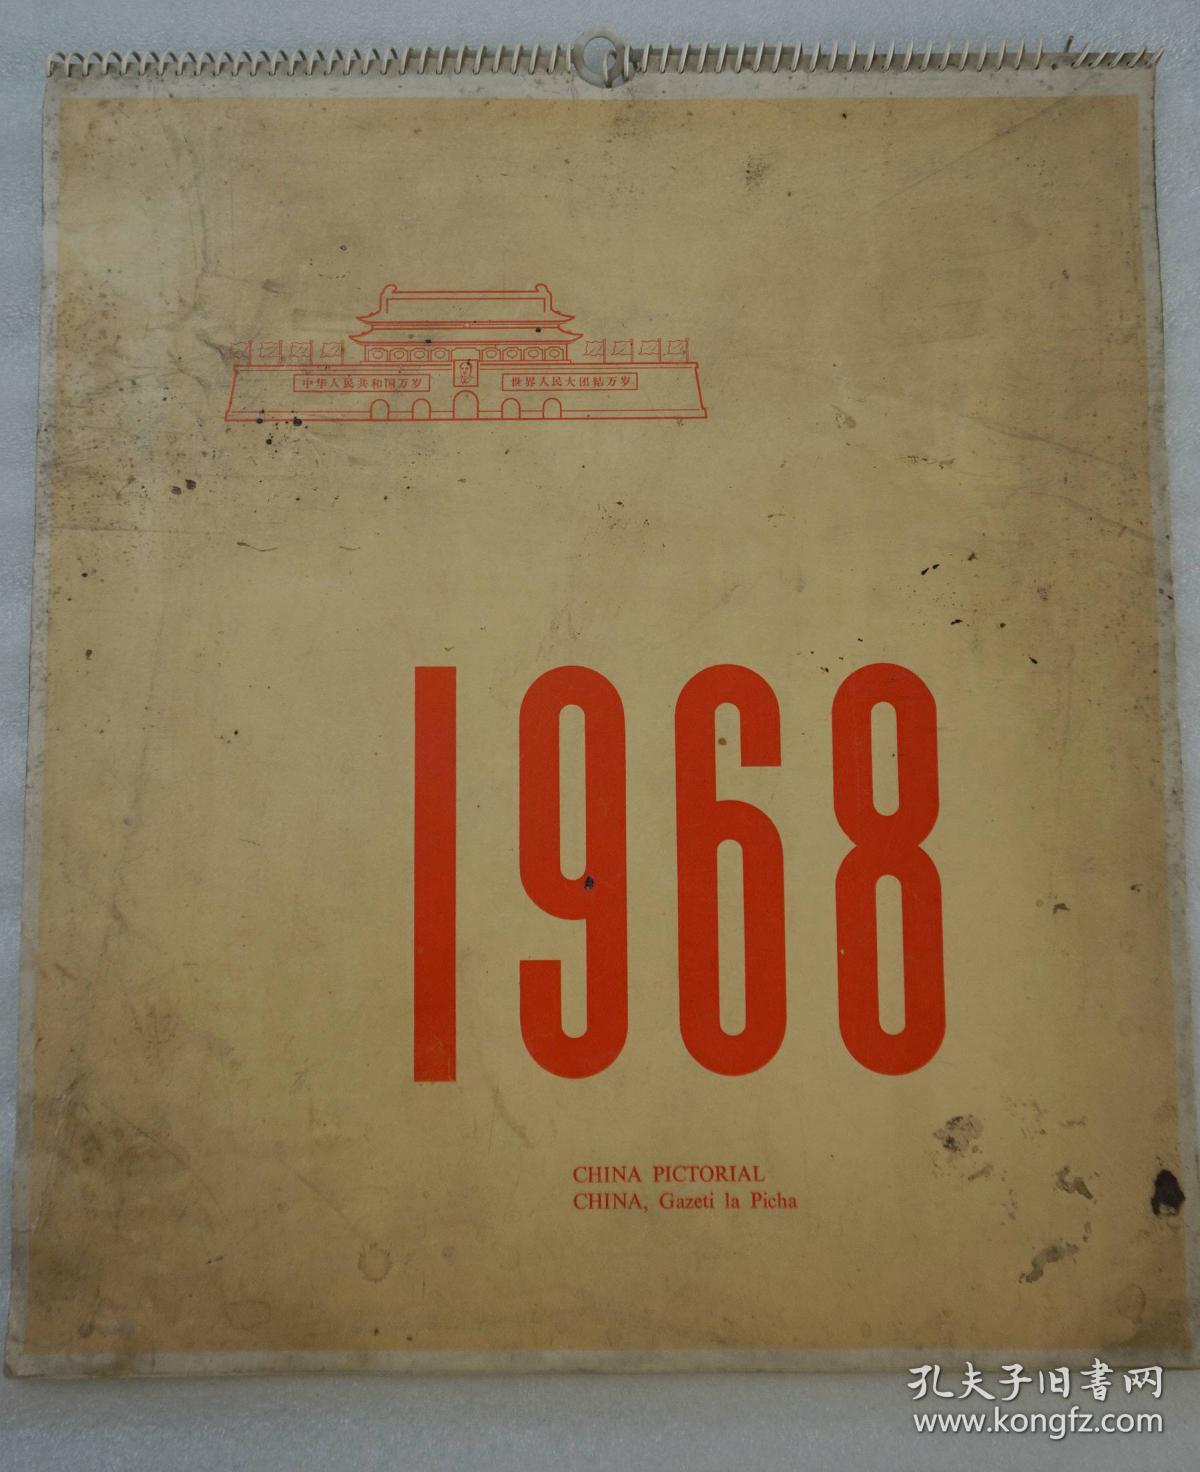 中华人民共和国万岁
世界人民大团结万岁
1968
CHINA PICTORIAL
CHINA, Gazeti la Picha
孔夫子旧書网
www.kongfz.com